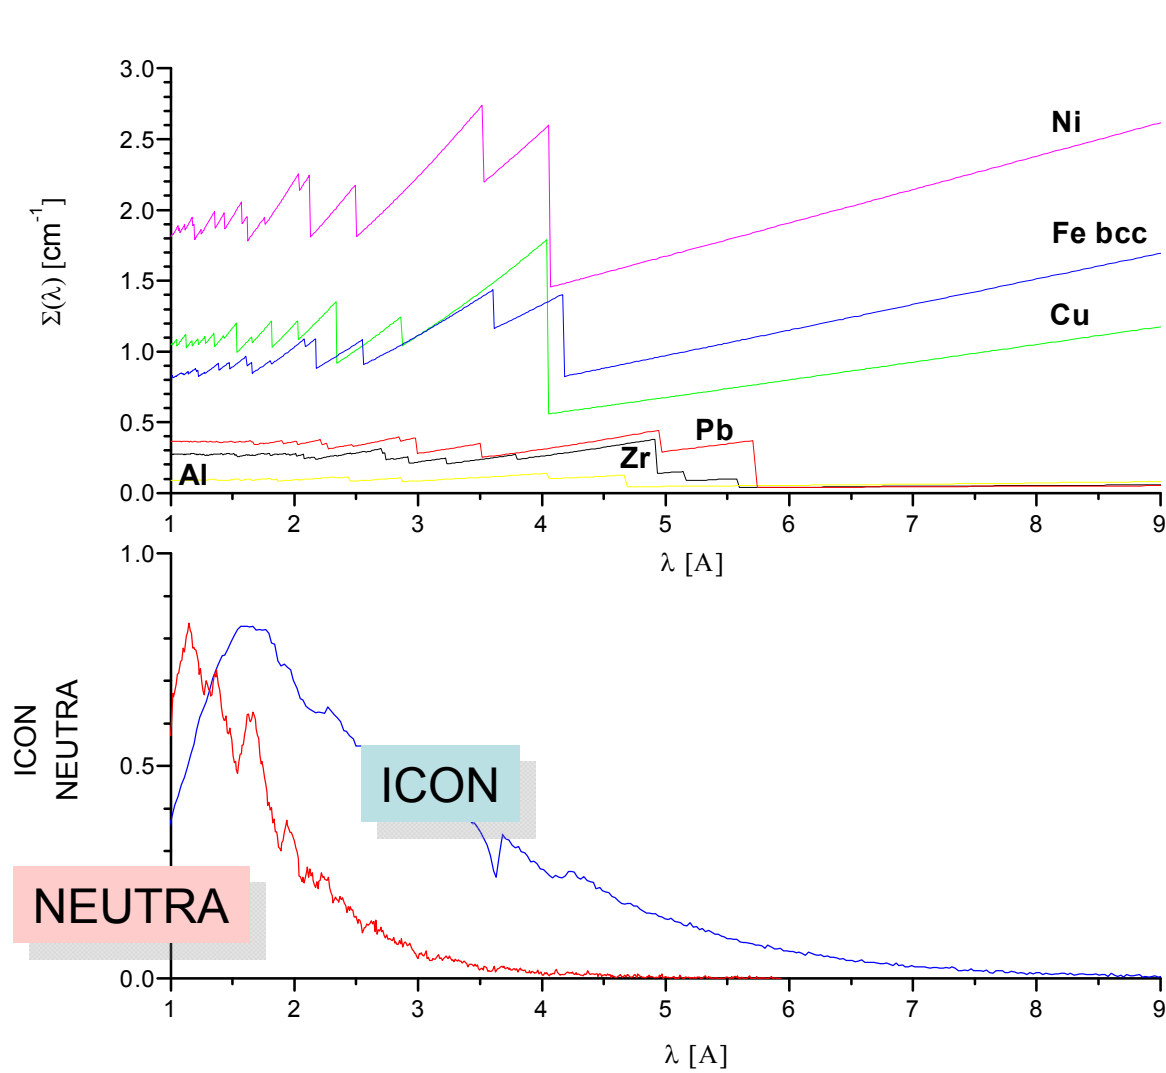 3.0
2.5
2.0
1.5
1.0
0.5
0.0
Σ(λ) [cm⁻¹]
Ni
Fe bcc
Cu
Pb
Zr
Al
1 2 3 4 5 6 7 8 9
λ [A]
1.0
0.5
0.0
ICON
NEUTRA
ICON
NEUTRA
1 2 3 4 5 6 7 8 9
λ [A]